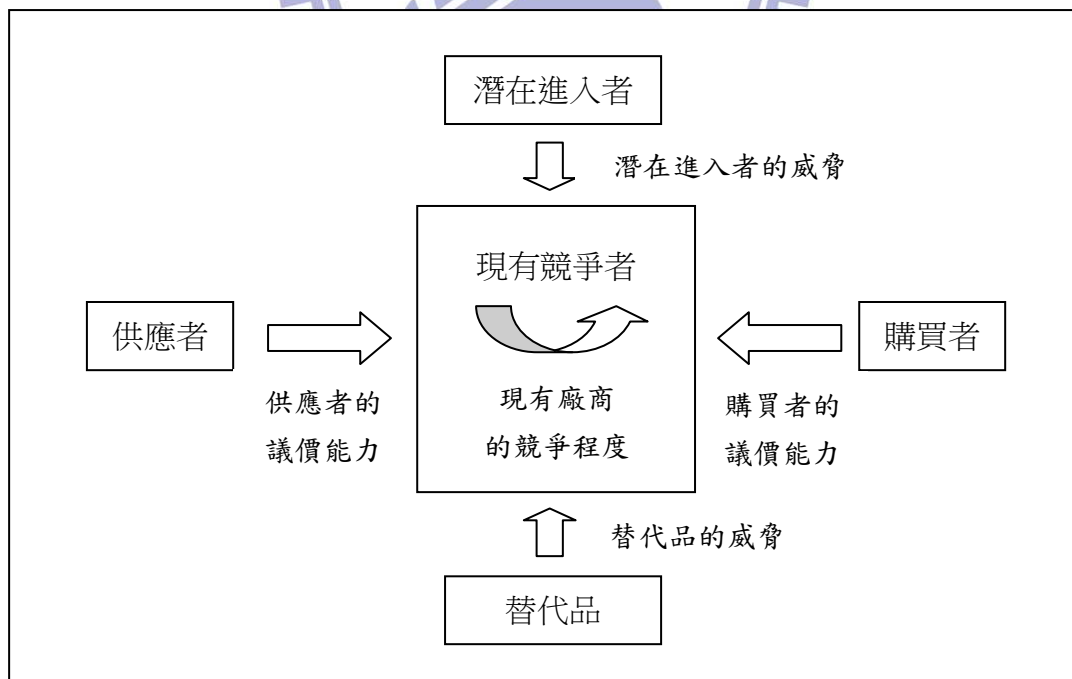 潛在進入者
潛在進入者的威脅
現有競爭者
供應者
購買者
供應者的
議價能力
現有廠商
的競爭程度
購買者的
議價能力
替代品的威脅
替代品